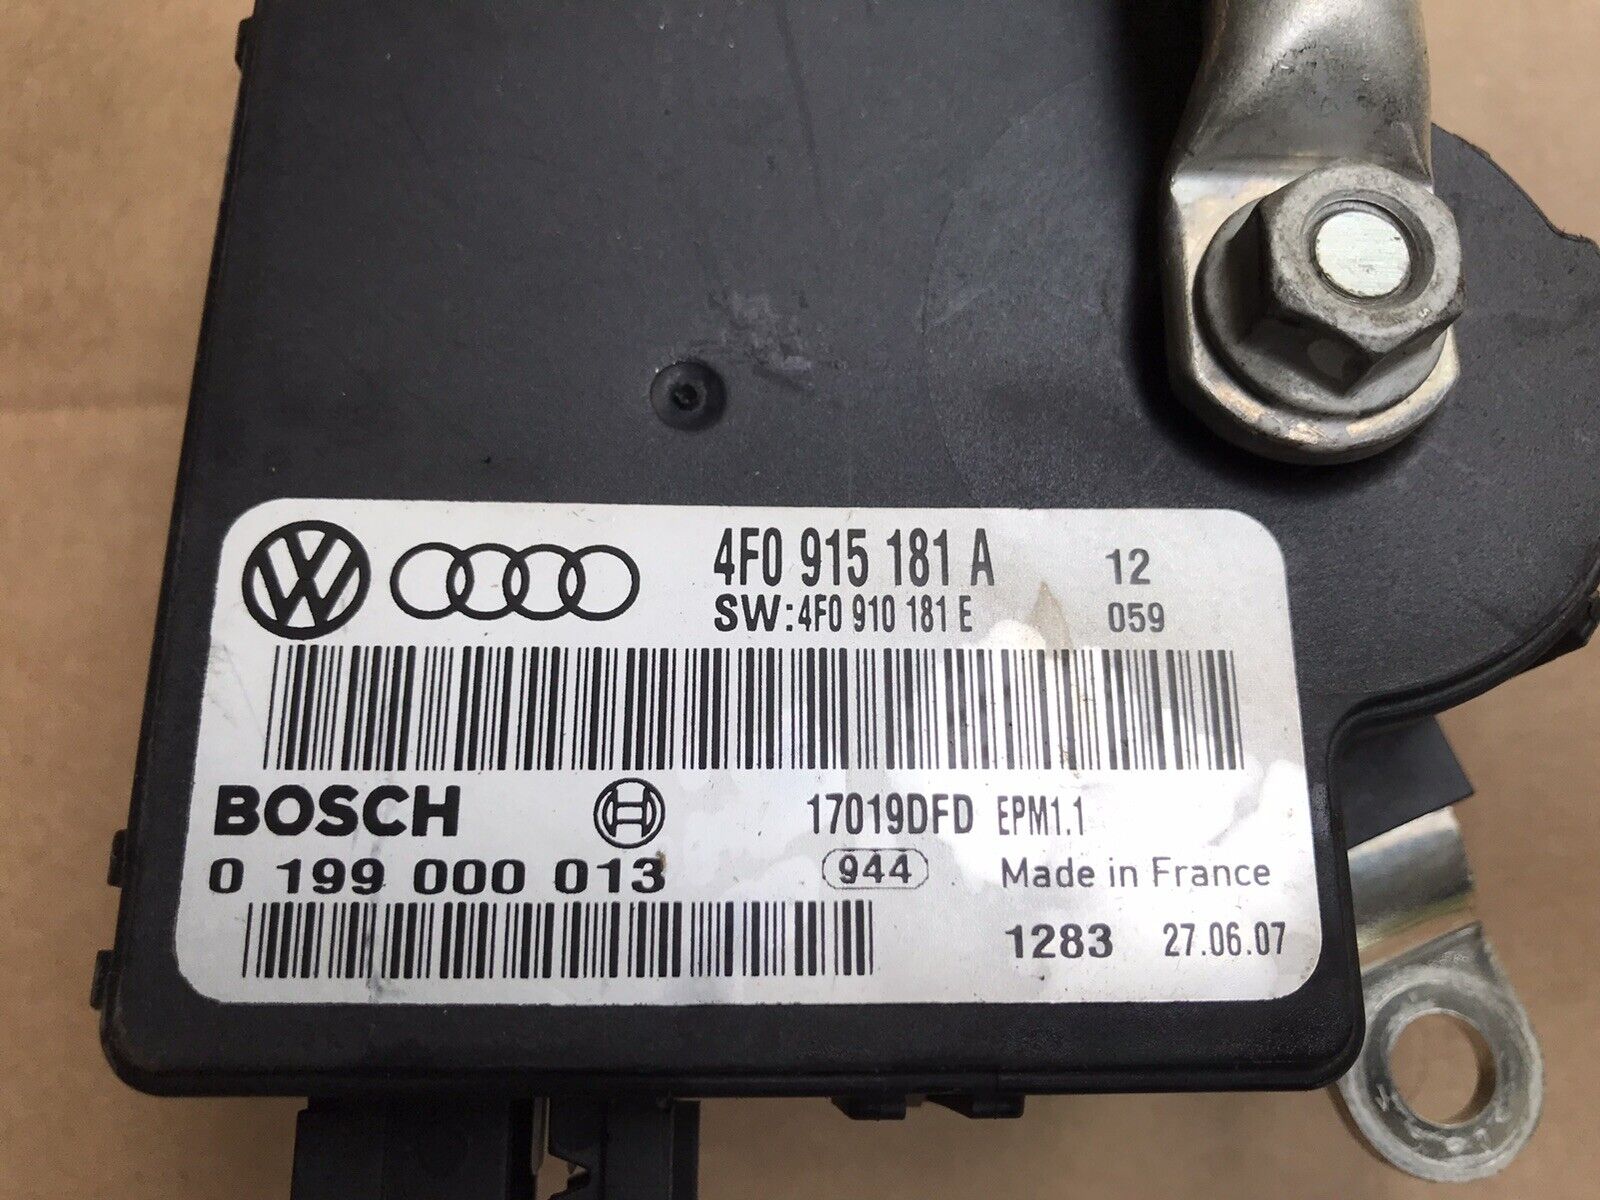 4F0 915 181 A 12
SW:4F0 910 181 E 059
BOSCH 17019DFD EPM1.1
0 199 000 013 944 Made in France
1283 27.06.07